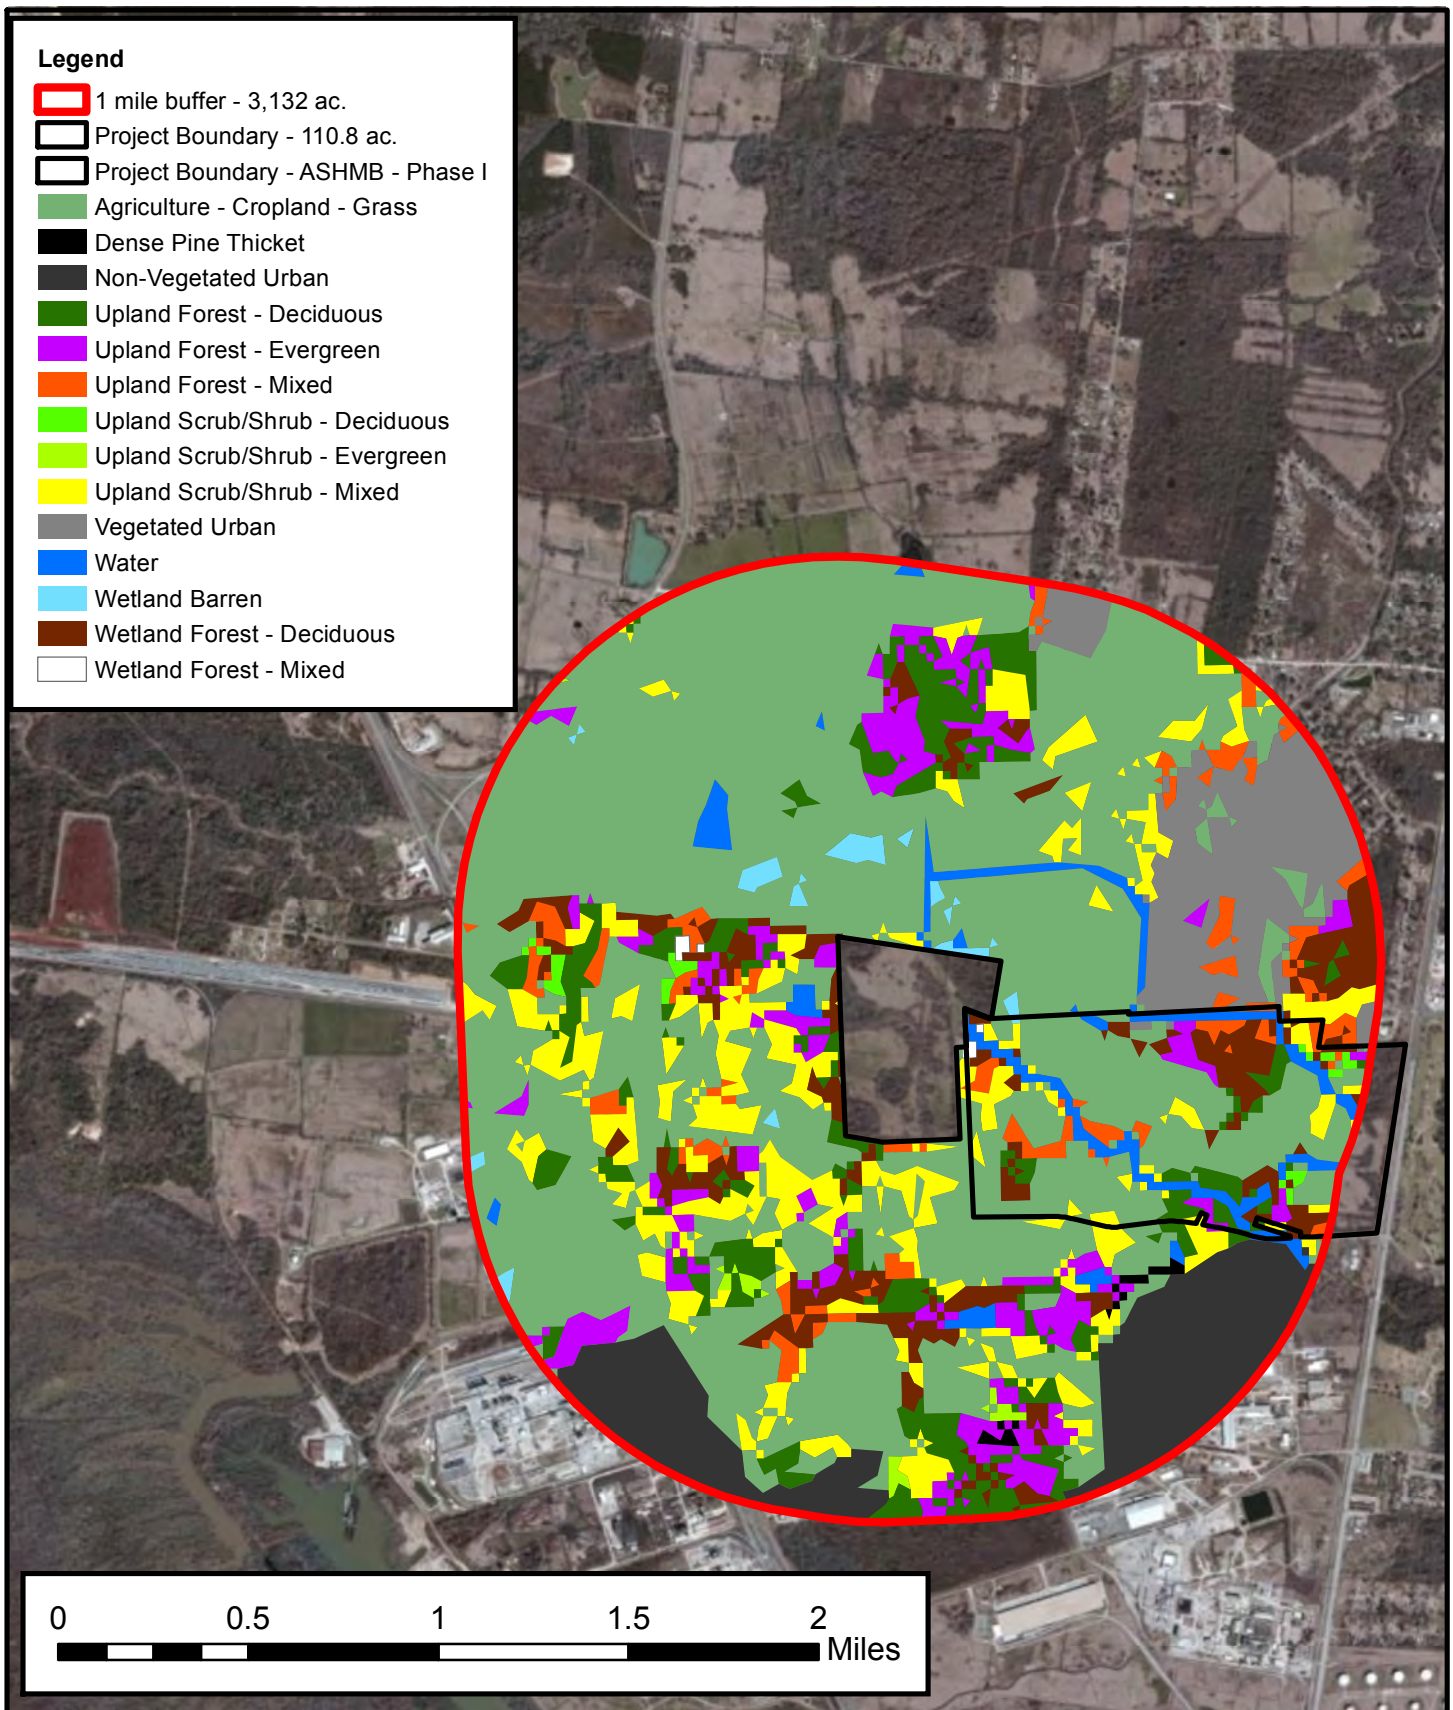 Legend
1 mile buffer - 3,132 ac.
Project Boundary - 110.8 ac.
Project Boundary - ASHMB - Phase I
Agriculture - Cropland - Grass
Dense Pine Thicket
Non-Vegetated Urban
Upland Forest - Deciduous
Upland Forest - Evergreen
Upland Forest - Mixed
Upland Scrub/Shrub - Deciduous
Upland Scrub/Shrub - Evergreen
Upland Scrub/Shrub - Mixed
Vegetated Urban
Water
Wetland Barren
Wetland Forest - Deciduous
Wetland Forest - Mixed
0 0.5 1 1.5 2
Miles